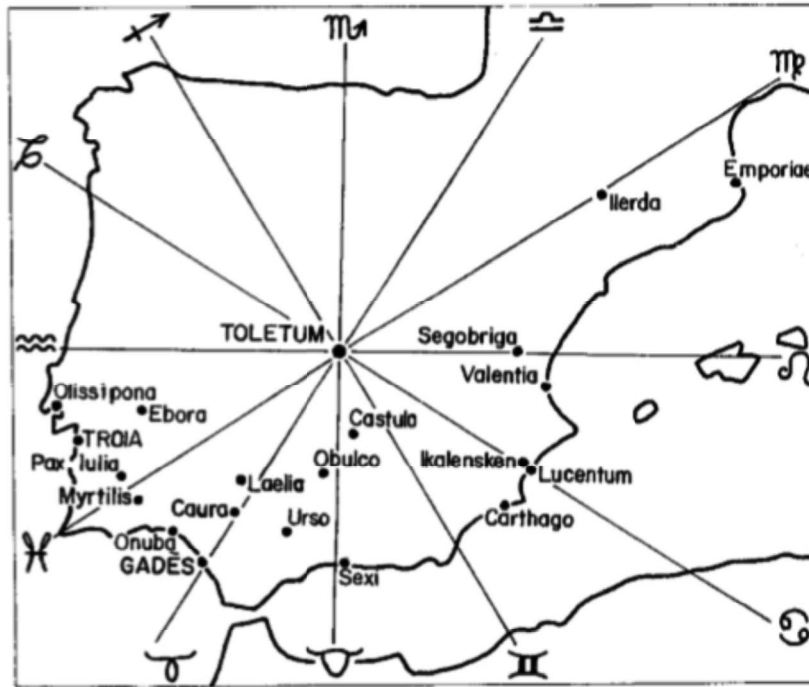 ♐ ♏ ♎
♍
♑
Emporiae
Ilerda
TOLETUM Segobriga
♒ ♌
Valentia
Olissipona
Ebora
Castula
TROIA
Pax Iulia Obulco Ikalensken
Lucentum
Myrtilis Laelia
Caura Urso Carthago
Onuba
♓
GADES Sexi
♋
♈ ♉ ♊